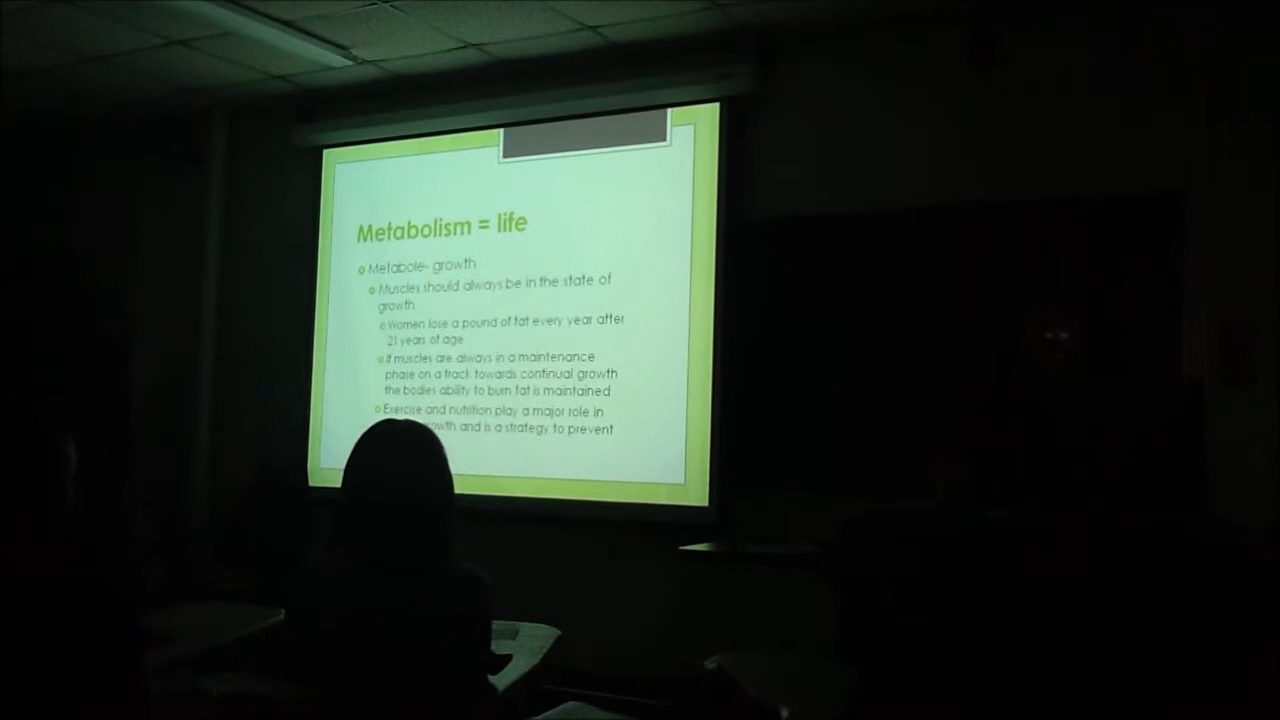 Metabolism = life
Metabole- growth
Muscles should always be in the state of
growth
Women lose a pound of fat every year after
21 years of age
If muscles are always in a maintenance
phase on a track towards continual growth
the bodies ability to burn fat is maintained
Exercise and nutrition play a major role in
owth and is a strategy to prevent